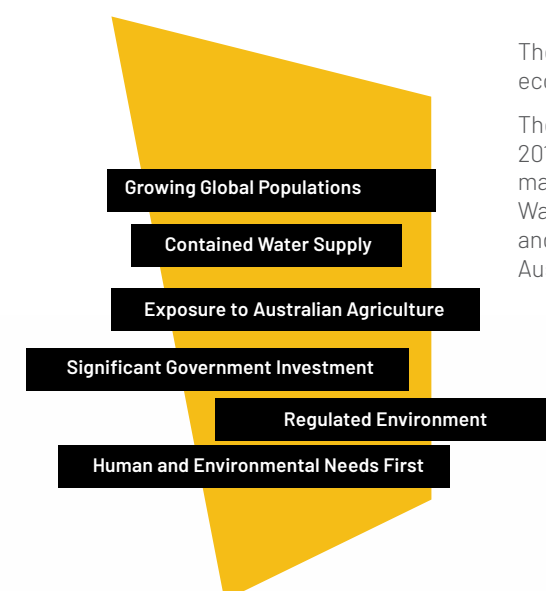 Growing Global Populations
Contained Water Supply
Exposure to Australian Agriculture
Significant Government Investment
Regulated Environment
Human and Environmental Needs First